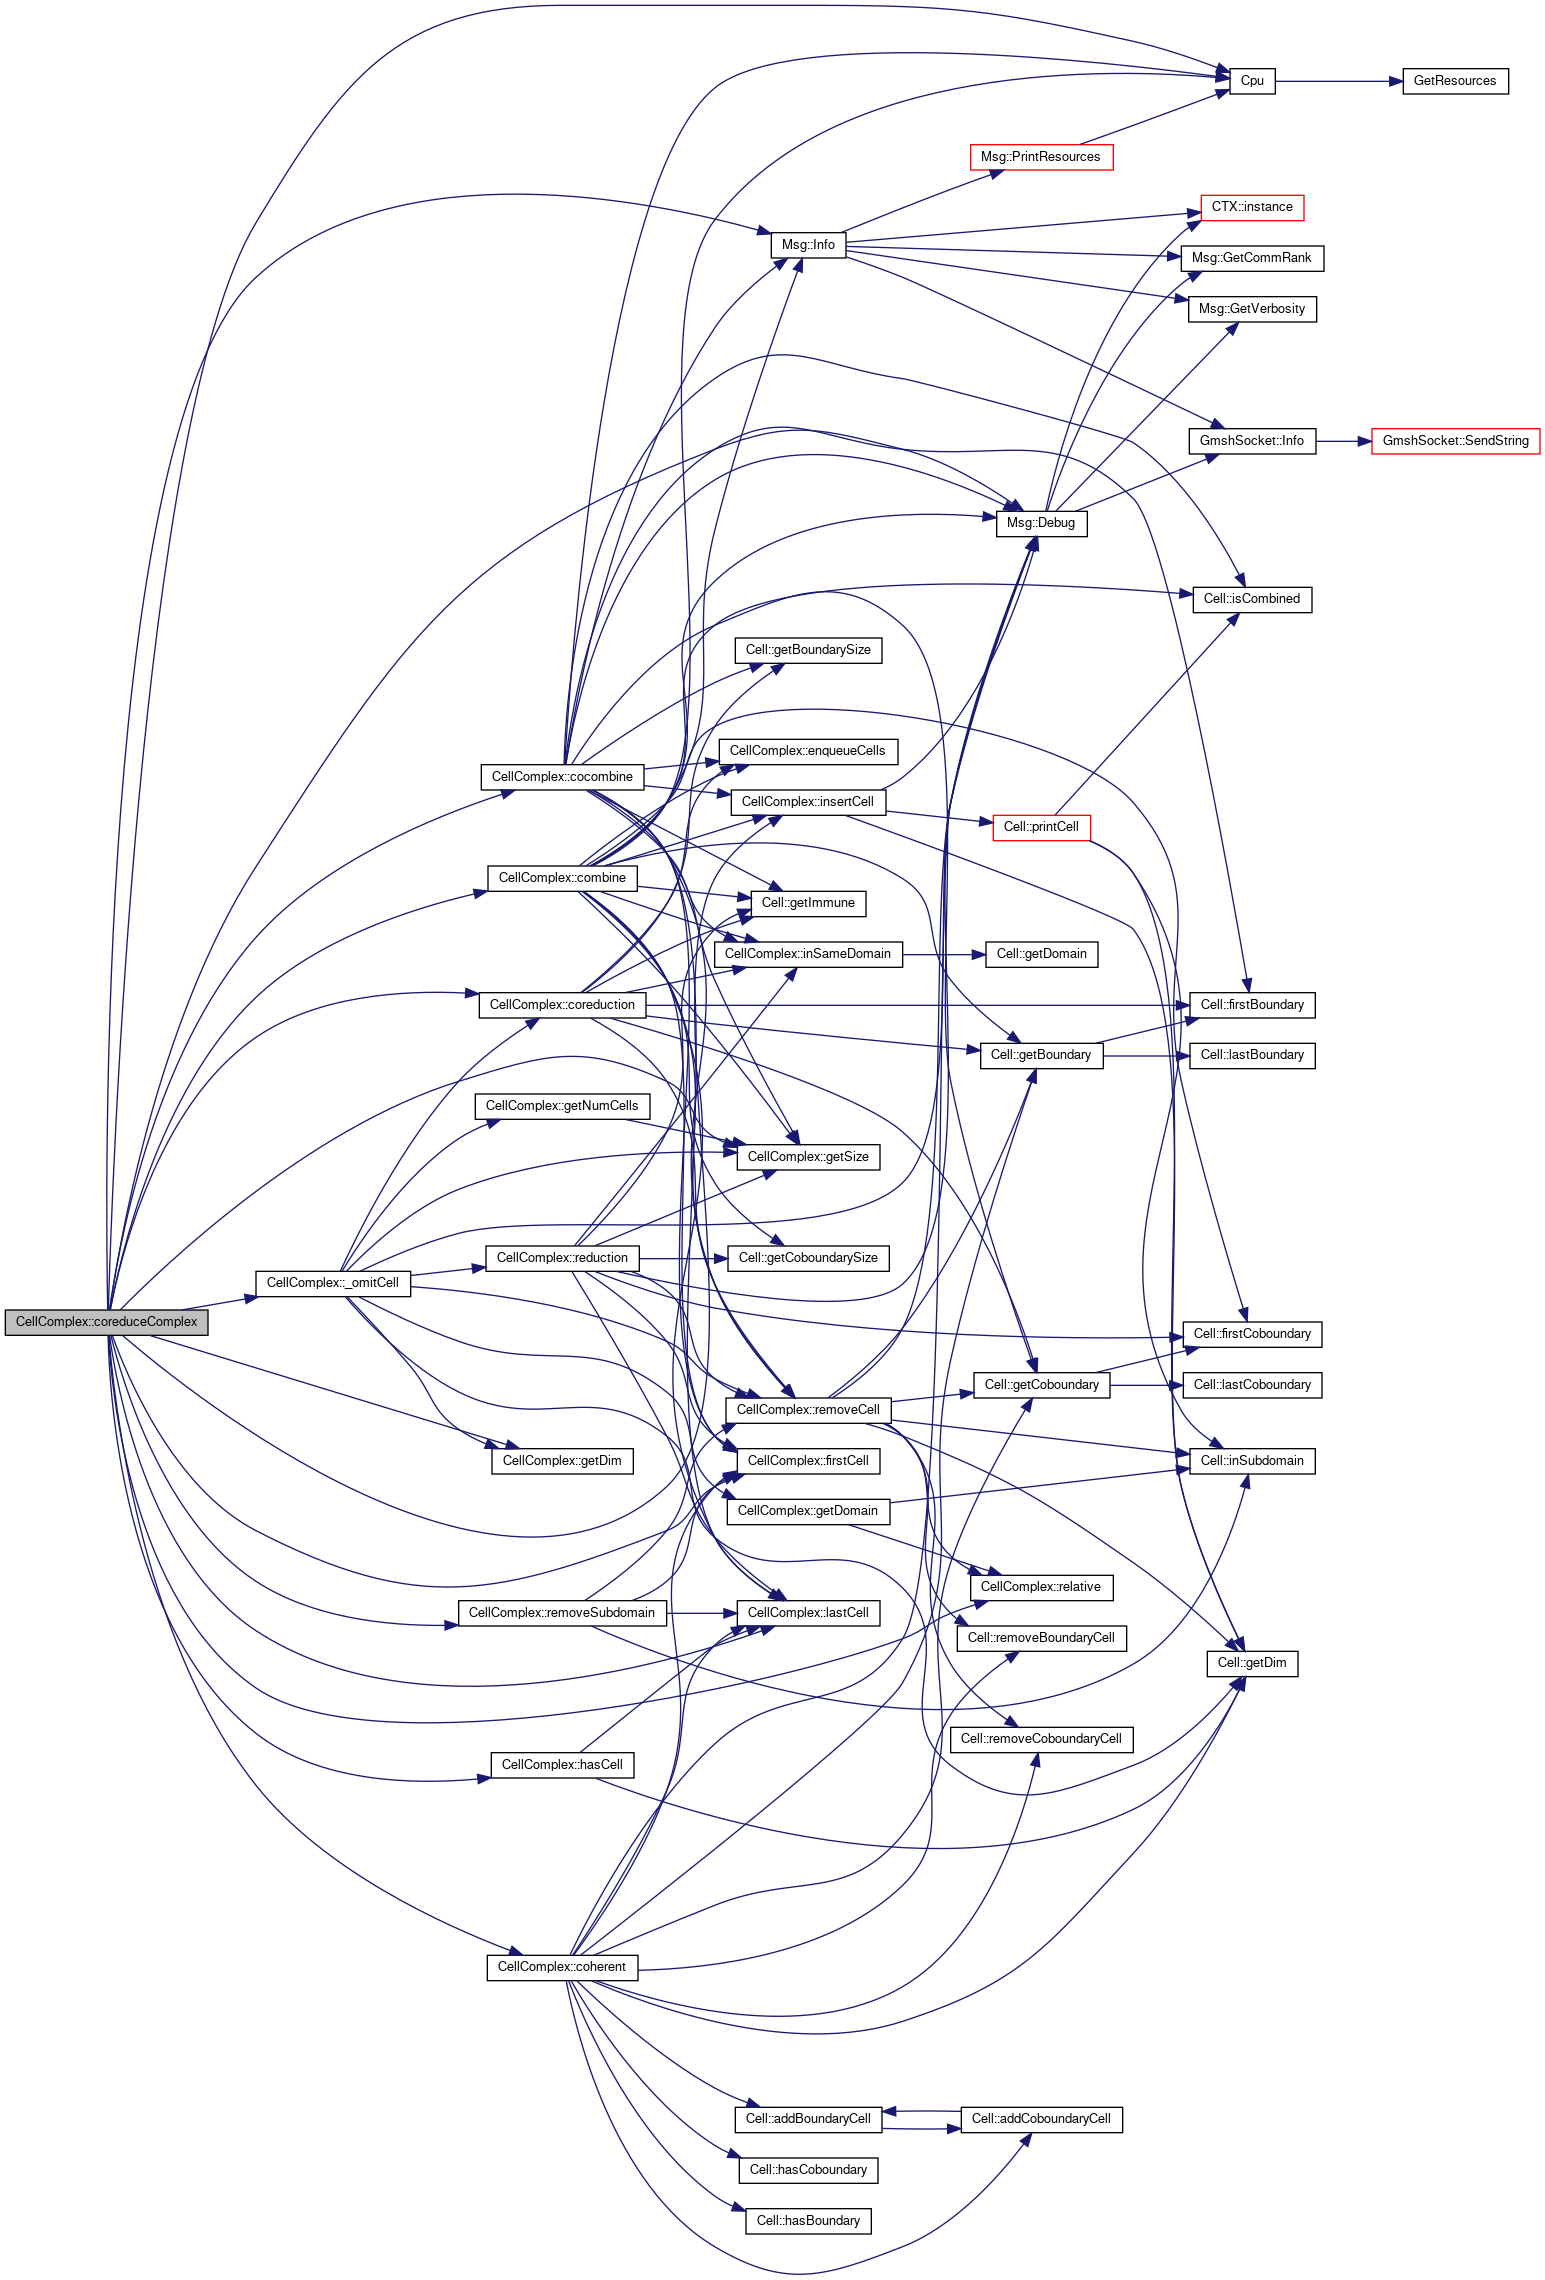 Cpu
GetResources
Msg::PrintResources
CTX::instance
Msg::Info
Msg::GetCommRank
Msg::GetVerbosity
GmshSocket::Info
GmshSocket::SendString
Msg::Debug
Cell::isCombined
Cell::getBoundarySize
CellComplex::enqueueCells
CellComplex::cocombine
CellComplex::insertCell
Cell::printCell
CellComplex::combine
Cell::getImmune
CellComplex::inSameDomain
Cell::getDomain
CellComplex::coreduction
Cell::firstBoundary
Cell::getBoundary
Cell::lastBoundary
CellComplex::getNumCells
CellComplex::getSize
CellComplex::reduction
Cell::getCoboundarySize
CellComplex::_omitCell
CellComplex::coreduceComplex
Cell::firstCoboundary
Cell::getCoboundary
Cell::lastCoboundary
CellComplex::removeCell
CellComplex::getDim
CellComplex::firstCell
Cell::inSubdomain
CellComplex::getDomain
CellComplex::relative
CellComplex::removeSubdomain
CellComplex::lastCell
Cell::removeBoundaryCell
Cell::getDim
Cell::removeCoboundaryCell
CellComplex::hasCell
CellComplex::coherent
Cell::addBoundaryCell
Cell::addCoboundaryCell
Cell::hasCoboundary
Cell::hasBoundary